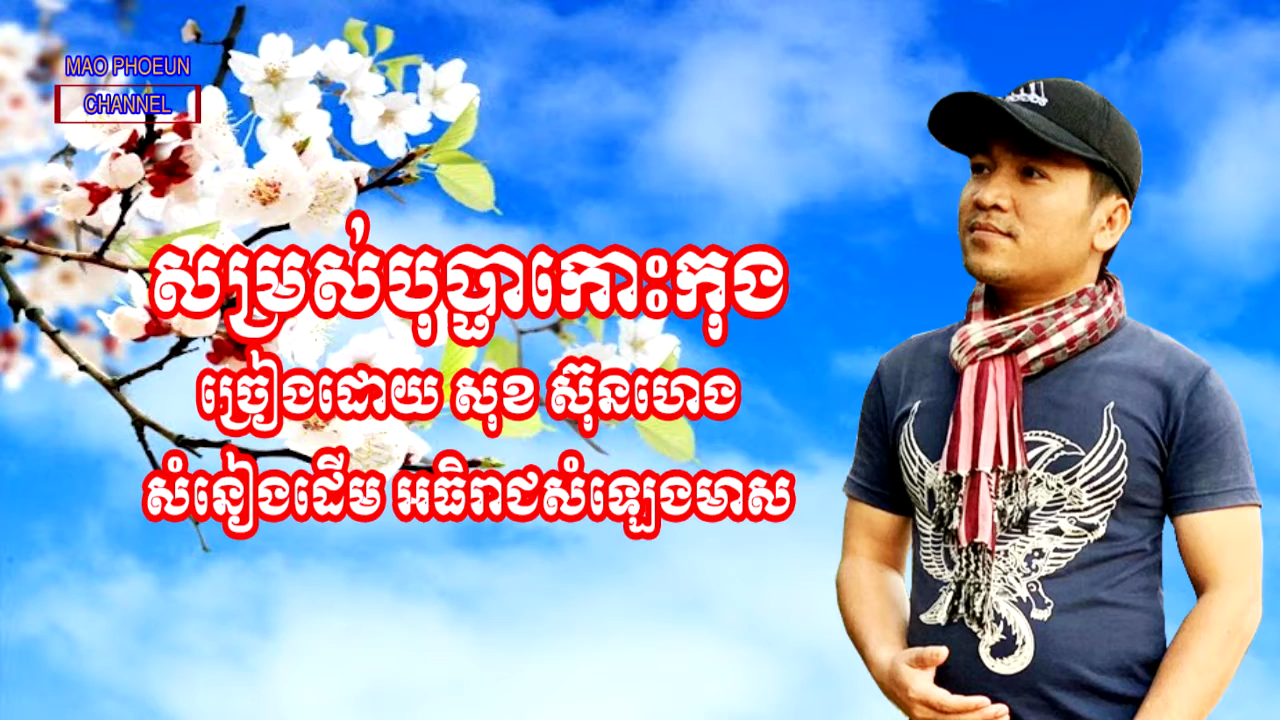 MAO PHOEUN
CHANNEL
សម្រស់បុប្ផាកោះកុង
ច្រៀងដោយ សុខ ស៊ុនហេង
សំនៀងដើម អធិរាជសំឡេងមាស